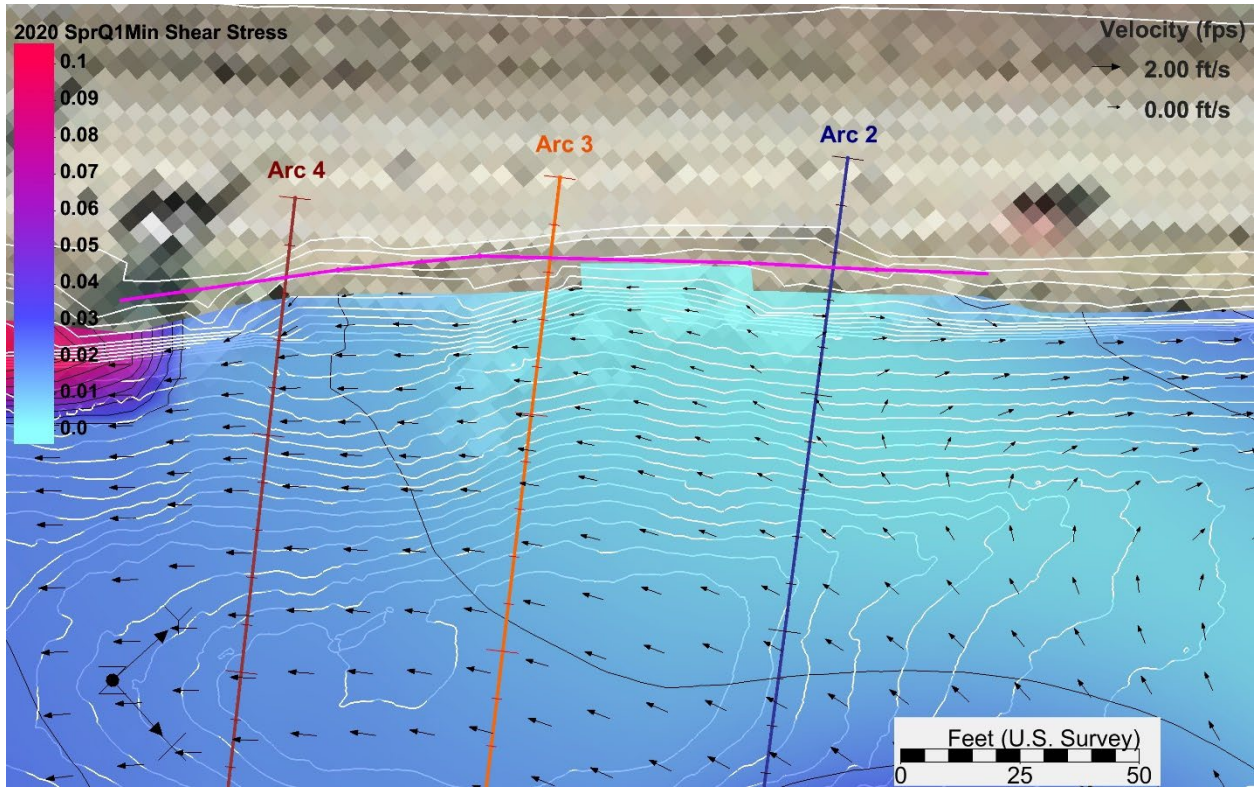 2020 SprQ1Min Shear Stress
0.1
0.09
0.08
0.07
0.06
0.05
0.04
0.03
0.02
0.01
0.0
Velocity (fps)
2.00 ft/s
0.00 ft/s
Arc 4
Arc 3
Arc 2
Feet (U.S. Survey)
0 25 50